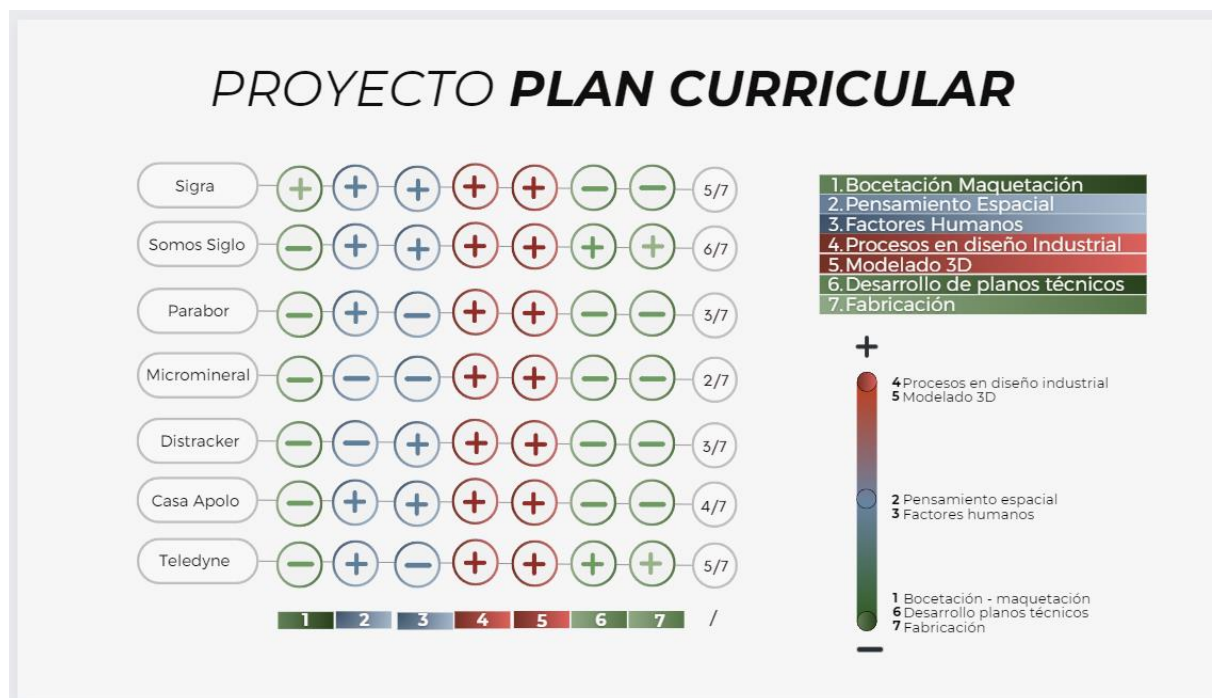 PROYECTO PLAN CURRICULAR
Sigra + + + + + − − 5/7
Somos Siglo − + + + + + + 6/7
Parabor − + − + + − − 3/7
Micromineral − − − + + − − 2/7
Distracker − − + + + − − 3/7
Casa Apolo − + + + + − − 4/7
Teledyne − + − + + + + 5/7
1 2 3 4 5 6 7 /
1. Bocetación Maquetación
2. Pensamiento Espacial
3. Factores Humanos
4. Procesos en diseño Industrial
5. Modelado 3D
6. Desarrollo de planos técnicos
7. Fabricación
+
4 Procesos en diseño industrial
5 Modelado 3D
2 Pensamiento espacial
3 Factores humanos
1 Bocetación - maquetación
6 Desarrollo planos técnicos
7 Fabricación
−